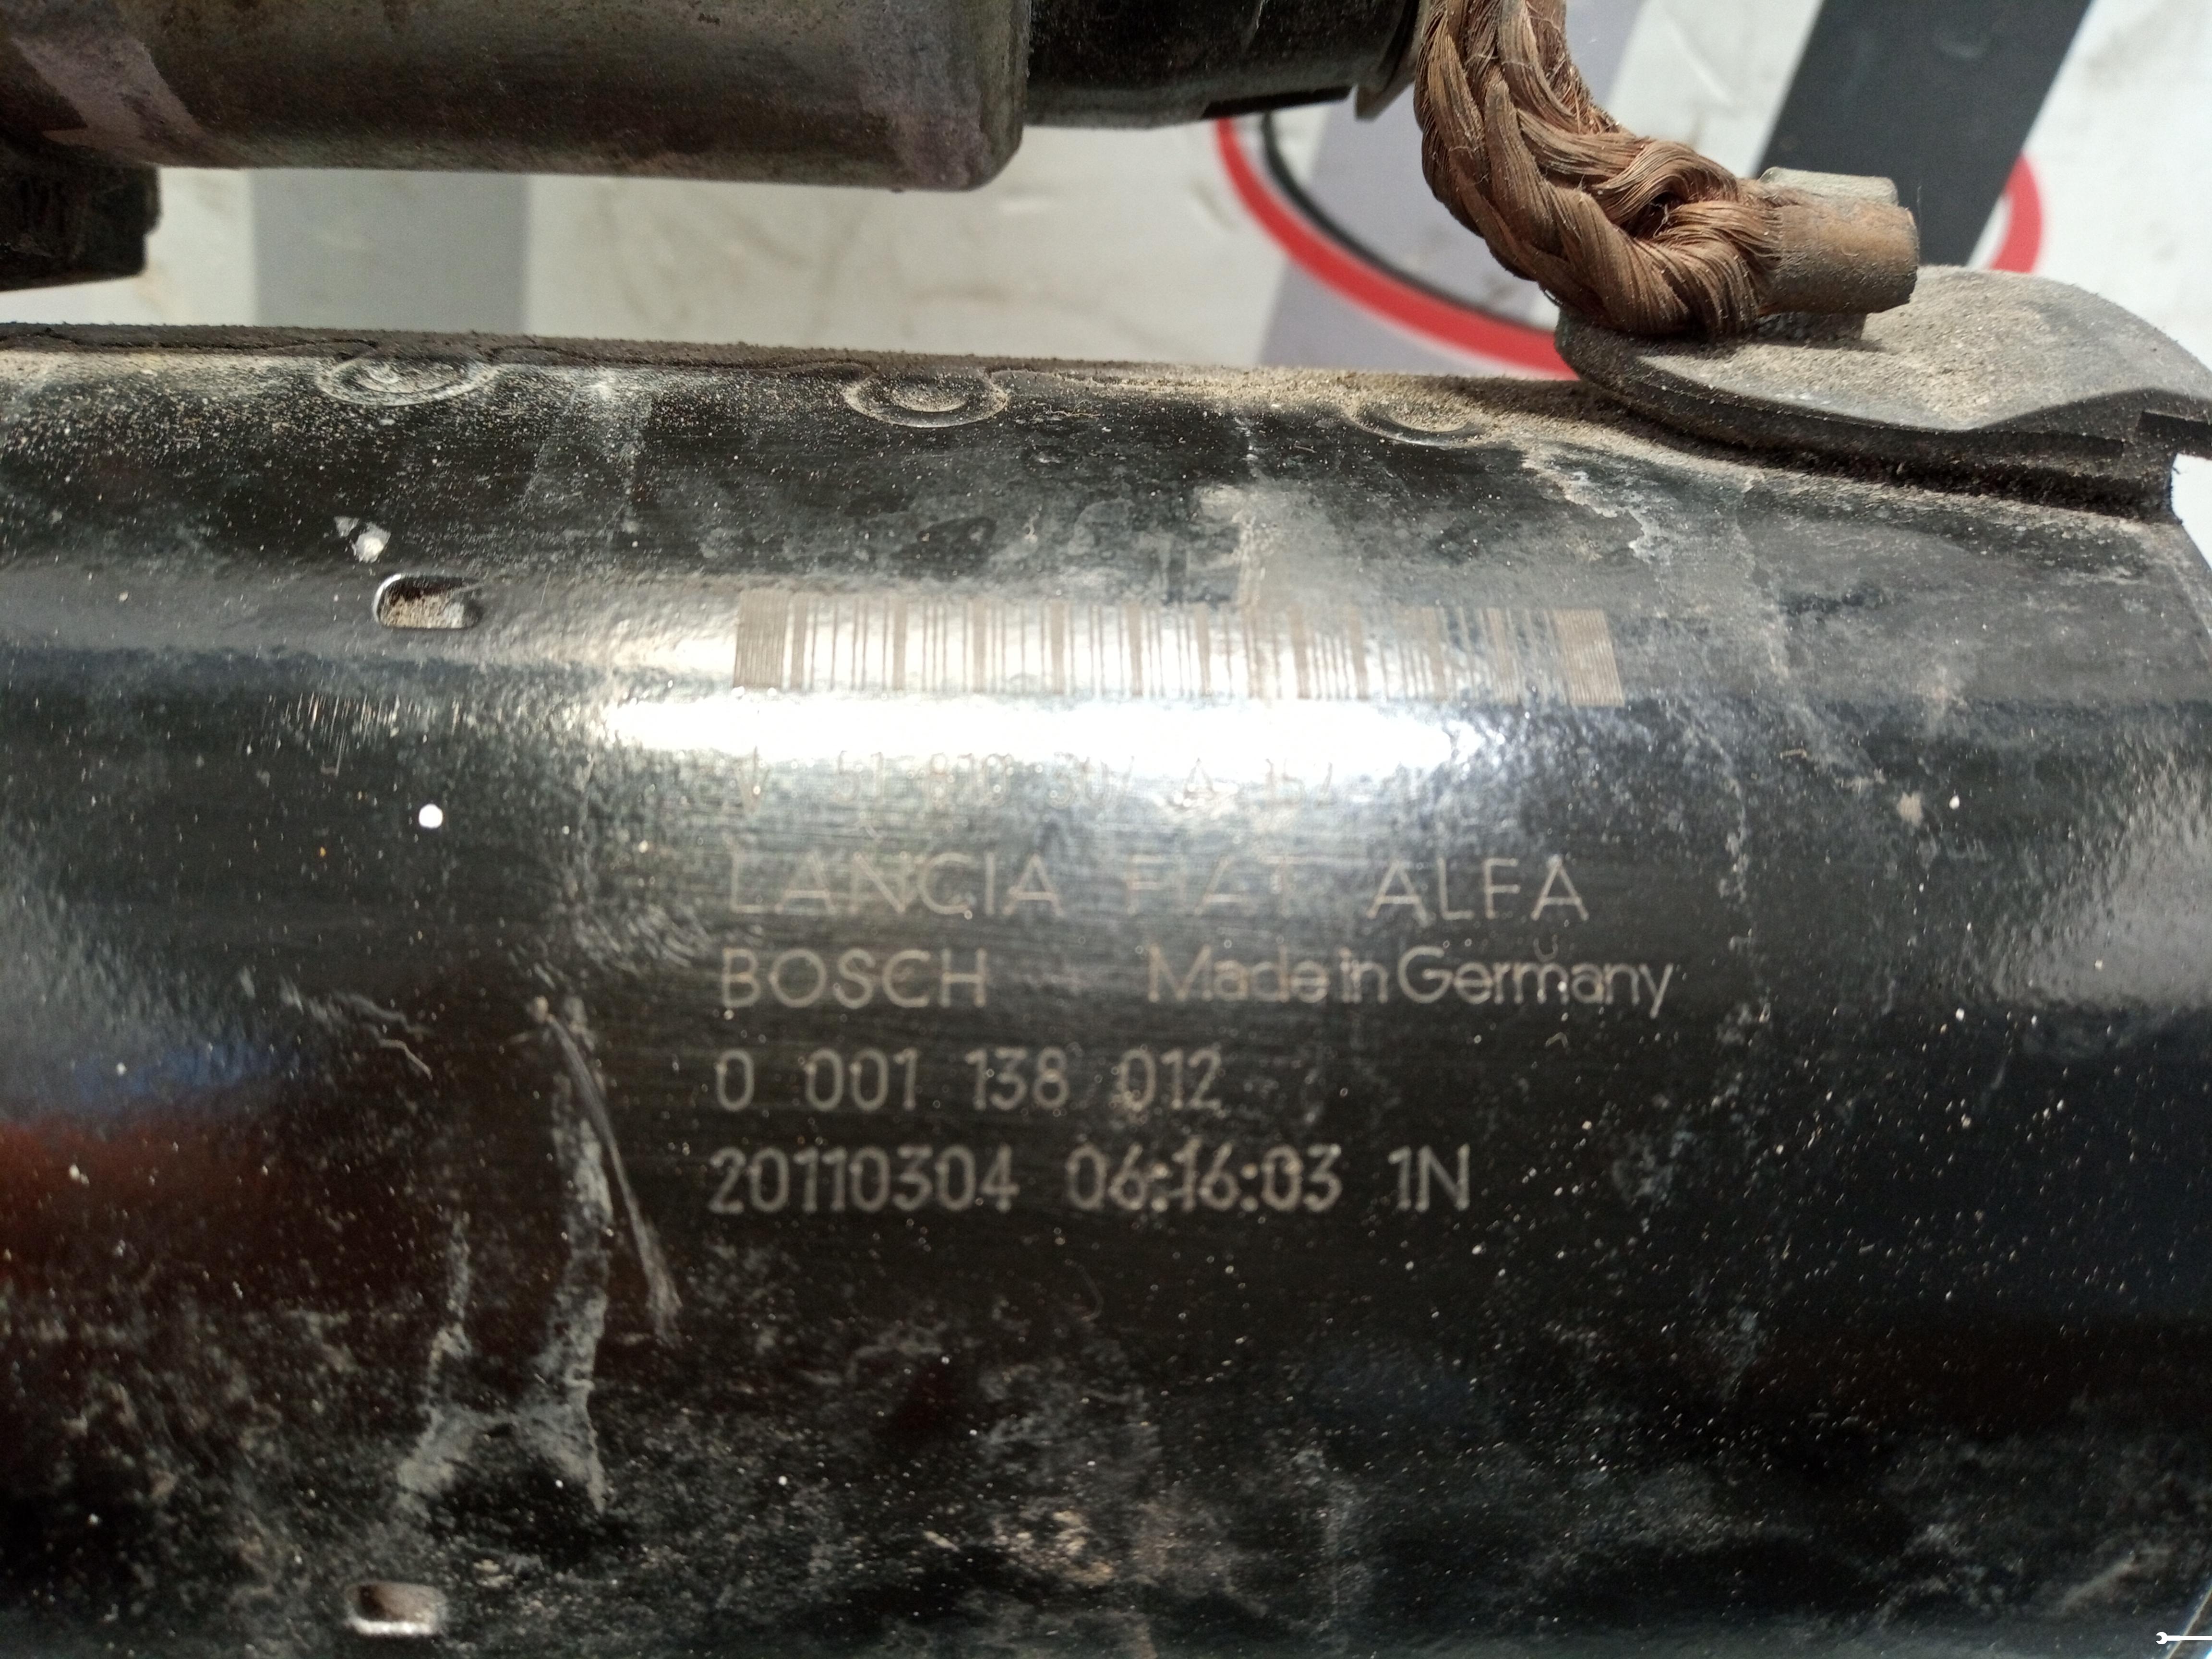 LANCIA FIAT ALFA
BOSCH Made in Germany
0 001 138 012
20110304 06:16:03 1N